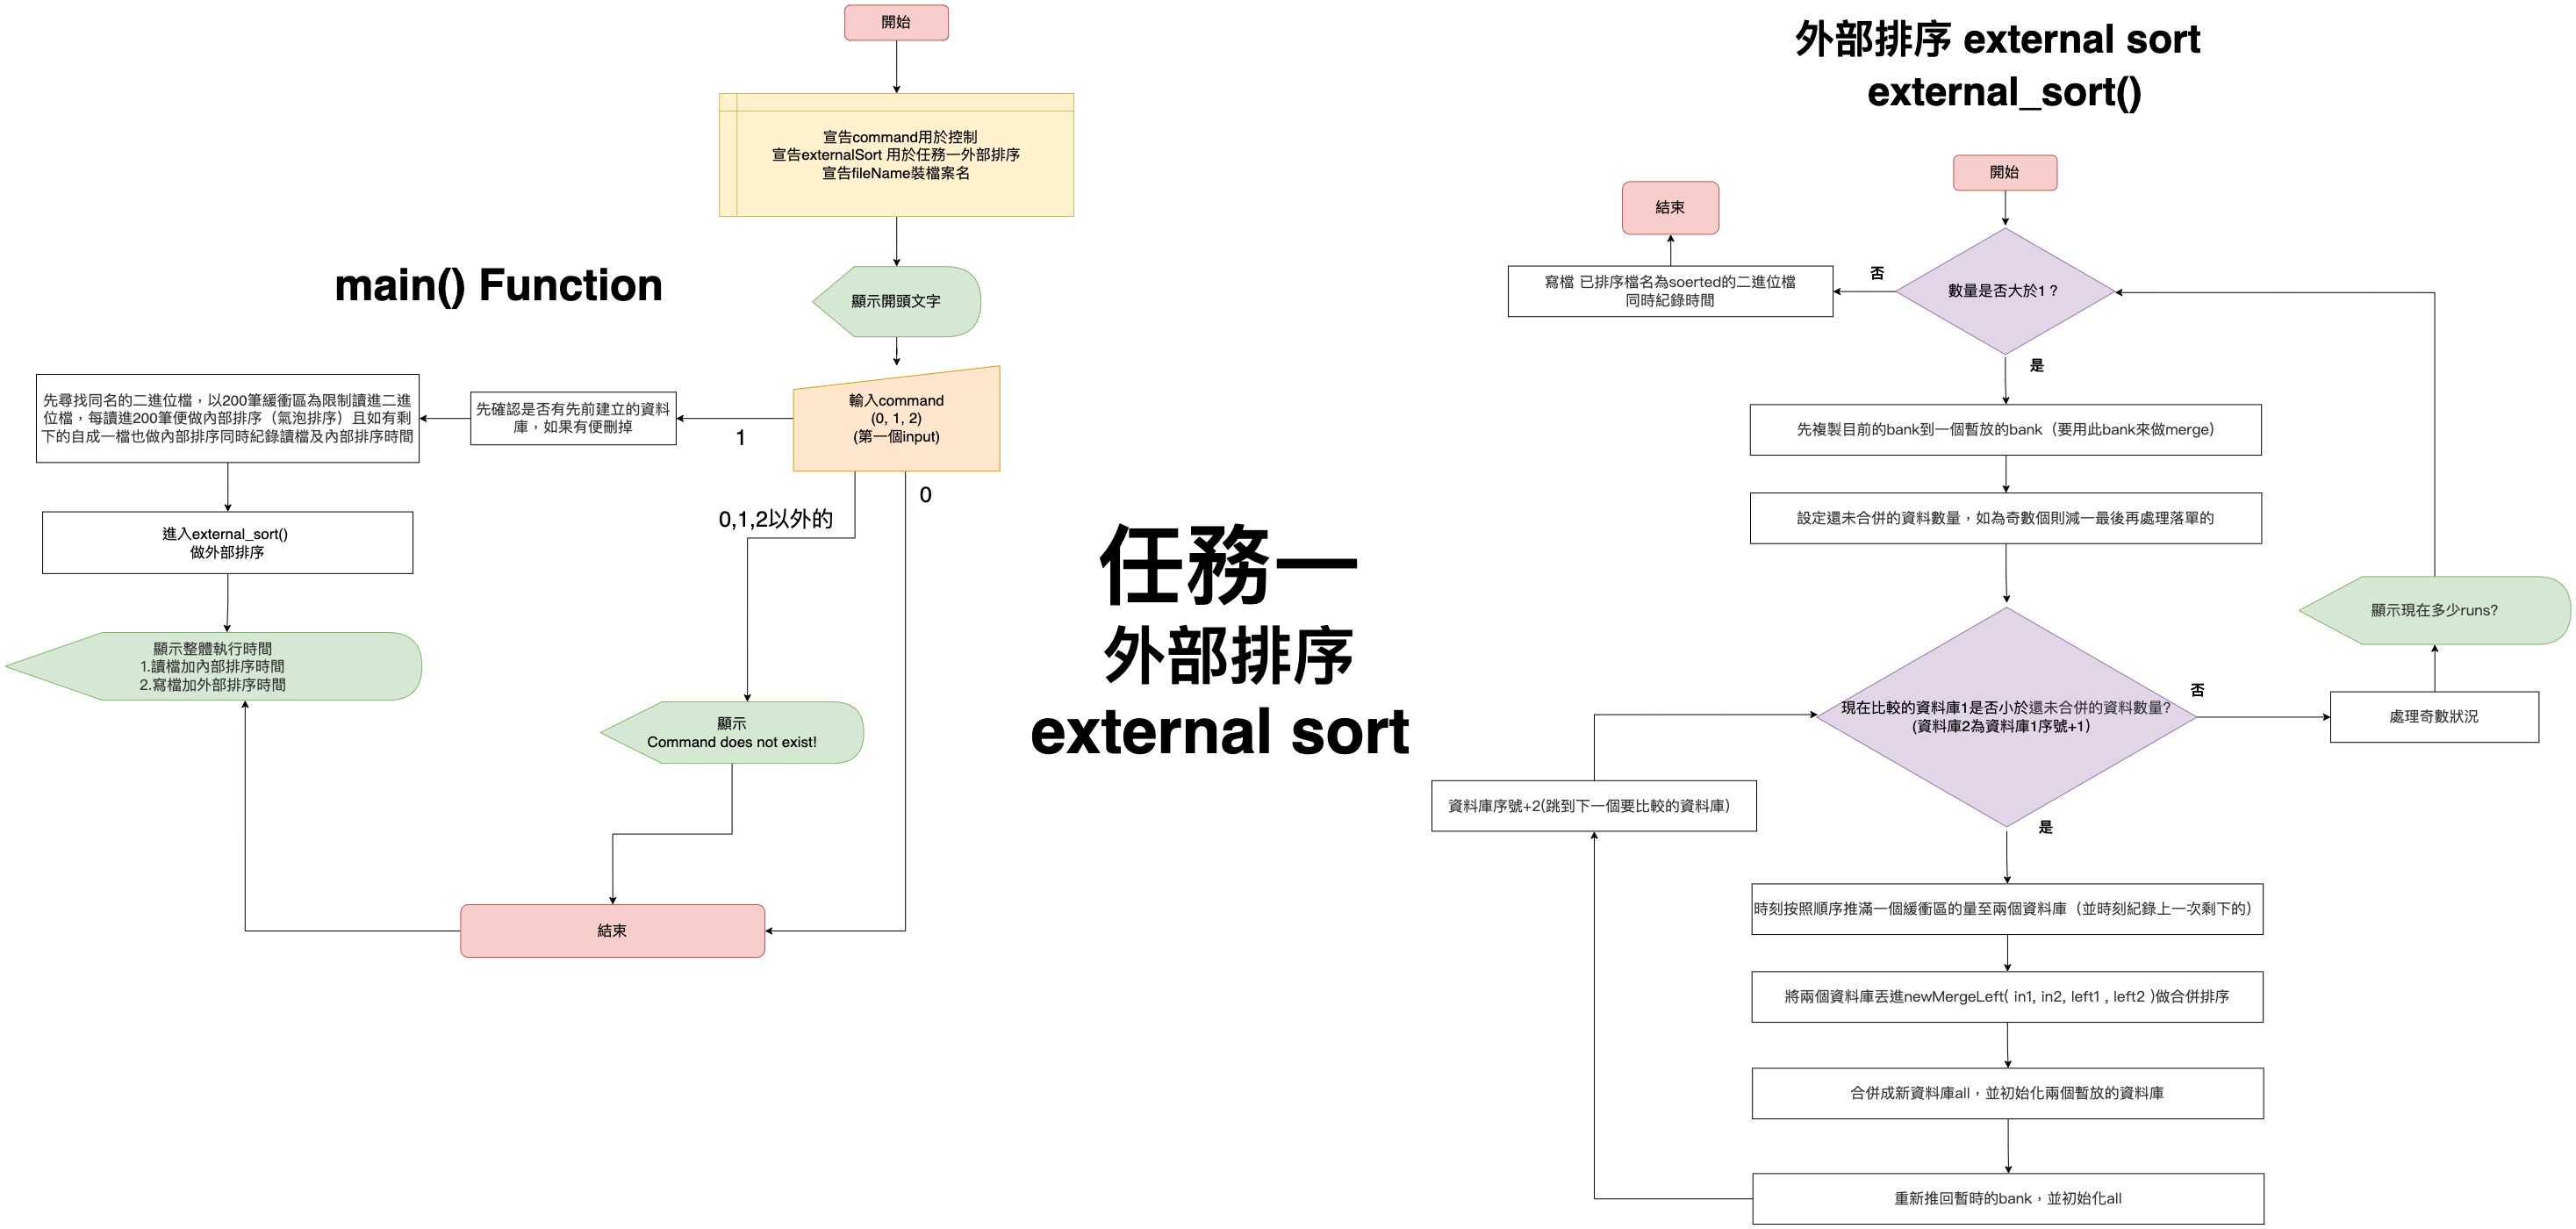 main() Function
開始
宣告command用於控制
宣告externalSort 用於任務一外部排序
宣告fileName裝檔案名
顯示開頭文字
輸入command
(0, 1, 2)
(第一個input)
1
先確認是否有先前建立的資料
庫，如果有便刪掉
先尋找同名的二進位檔，以200筆緩衝區為限制讀進二進
位檔，每讀進200筆便做內部排序（氣泡排序）且如有剩
下的自成一檔也做內部排序同時紀錄讀檔及內部排序時間
進入external_sort()
做外部排序
顯示整體執行時間
1.讀檔加內部排序時間
2.寫檔加外部排序時間
0,1,2以外的
0
顯示
Command does not exist!
結束
任務一
外部排序
external sort
外部排序 external sort
external_sort()
開始
數量是否大於1？
否
寫檔 已排序檔名為soerted的二進位檔
同時紀錄時間
結束
是
先複製目前的bank到一個暫放的bank（要用此bank來做merge)
設定還未合併的資料數量，如為奇數個則減一最後再處理落單的
現在比較的資料庫1是否小於還未合併的資料數量?
(資料庫2為資料庫1序號+1)
否
處理奇數狀況
顯示現在多少runs?
是
時刻按照順序推滿一個緩衝區的量至兩個資料庫（並時刻紀錄上一次剩下的）
將兩個資料庫丟進newMergeLeft( in1, in2, left1 , left2 )做合併排序
合併成新資料庫all，並初始化兩個暫放的資料庫
重新推回暫時的bank，並初始化all
資料庫序號+2(跳到下一個要比較的資料庫)